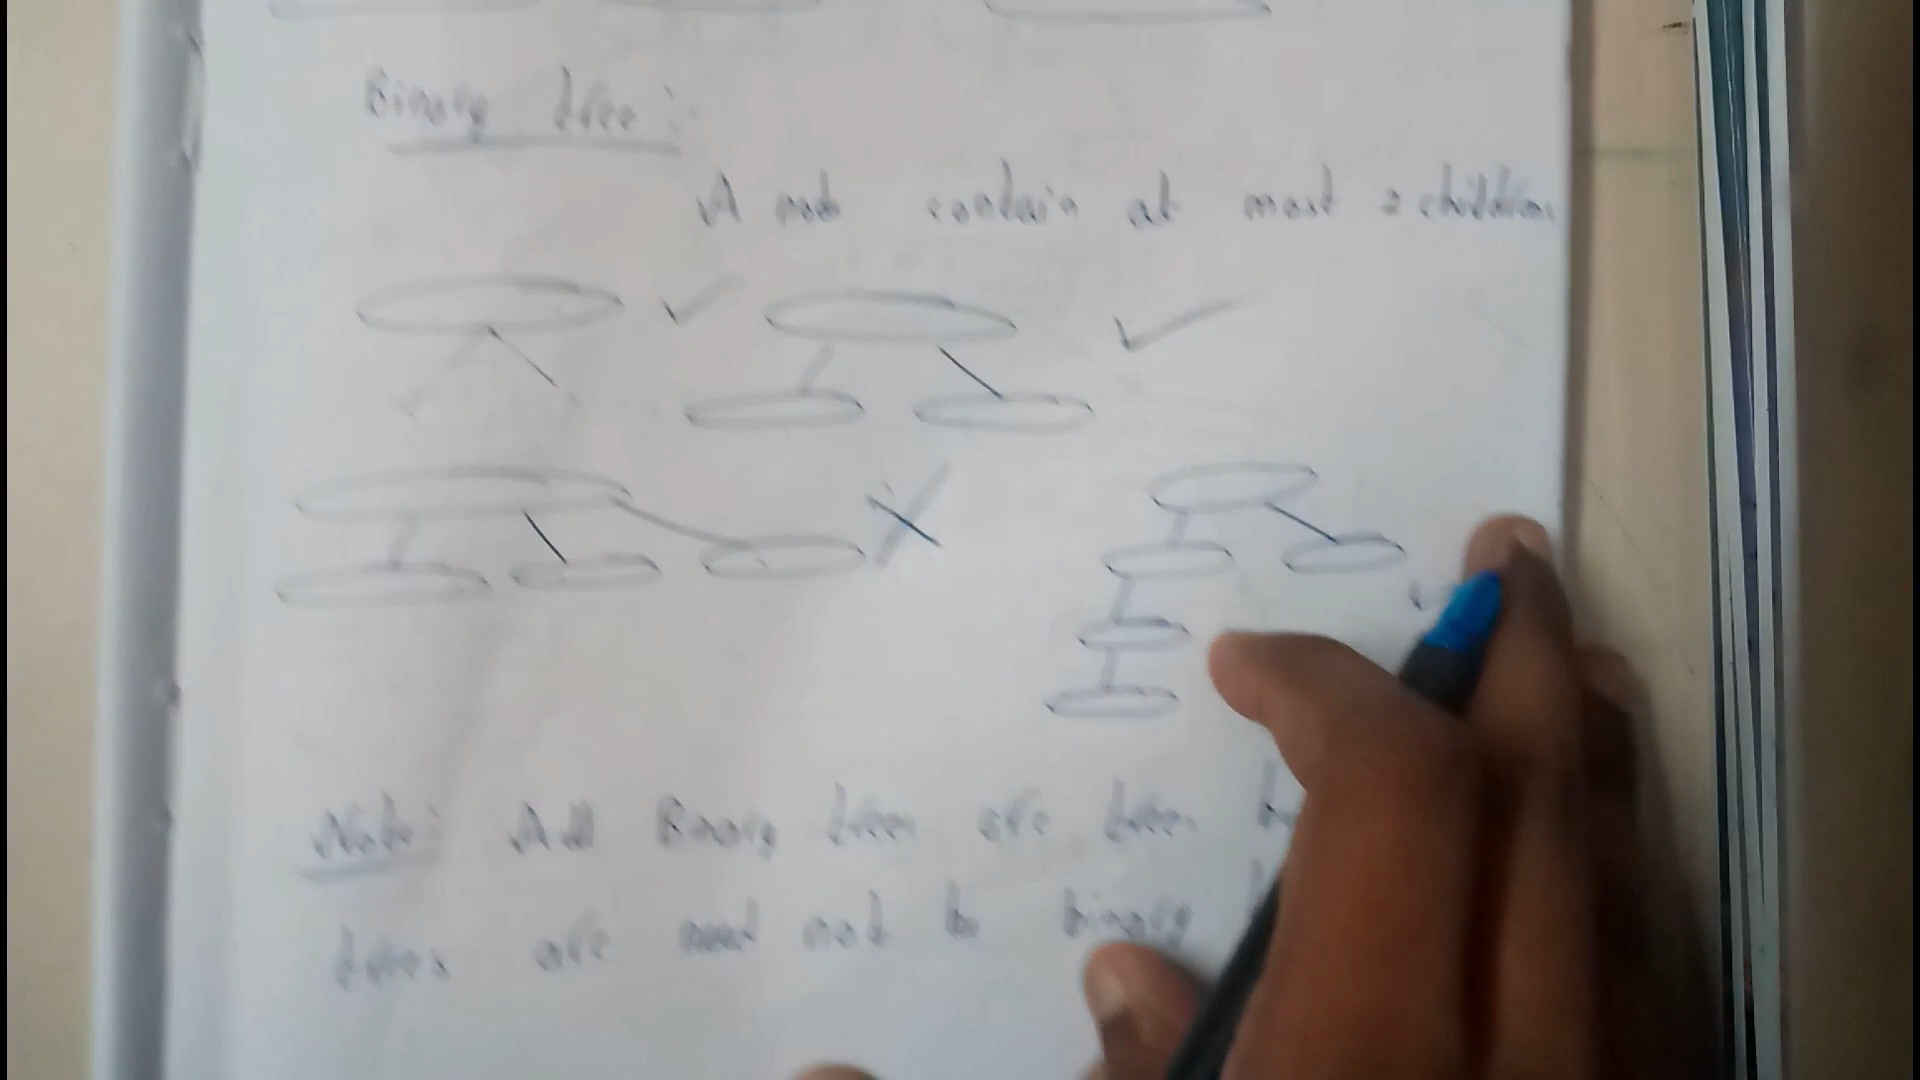 Binary tree:-
A node contain at most 2 childrens
Note: All Binary trees are trees
trees are need not be binary